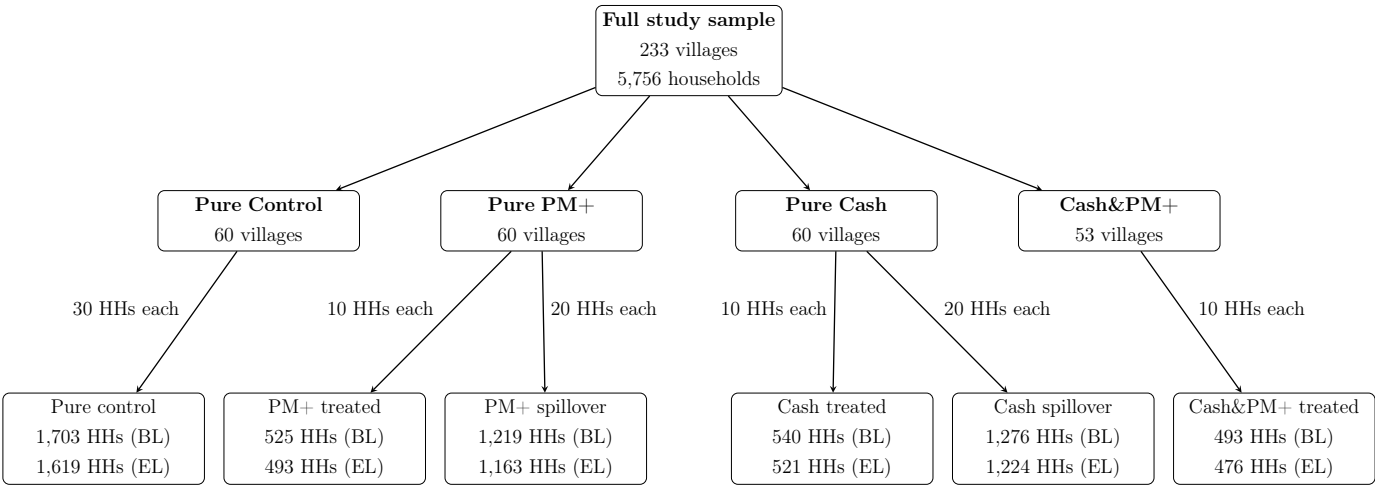 Full study sample
233 villages
5,756 households
Pure Control
60 villages
Pure PM+
60 villages
Pure Cash
60 villages
Cash&PM+
53 villages
30 HHs each
10 HHs each
20 HHs each
10 HHs each
20 HHs each
10 HHs each
Pure control
1,703 HHs (BL)
1,619 HHs (EL)
PM+ treated
525 HHs (BL)
493 HHs (EL)
PM+ spillover
1,219 HHs (BL)
1,163 HHs (EL)
Cash treated
540 HHs (BL)
521 HHs (EL)
Cash spillover
1,276 HHs (BL)
1,224 HHs (EL)
Cash&PM+ treated
493 HHs (BL)
476 HHs (EL)